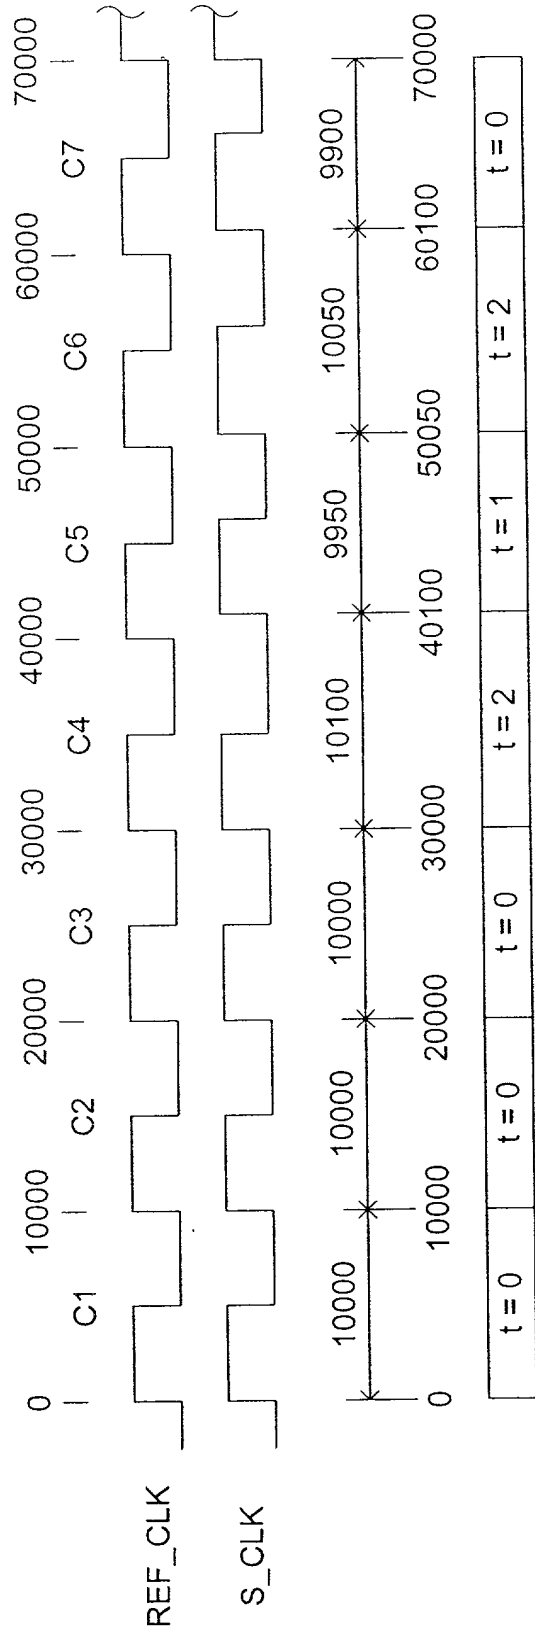 0 10000 20000 30000 40000 50000 60000 70000
C1 C2 C3 C4 C5 C6 C7
REF_CLK
S_CLK
10000 10000 10000 10100 9950 10050 9900
0 10000 20000 30000 40100 50050 60100 70000
t = 0 t = 0 t = 0 t = 2 t = 1 t = 2 t = 0